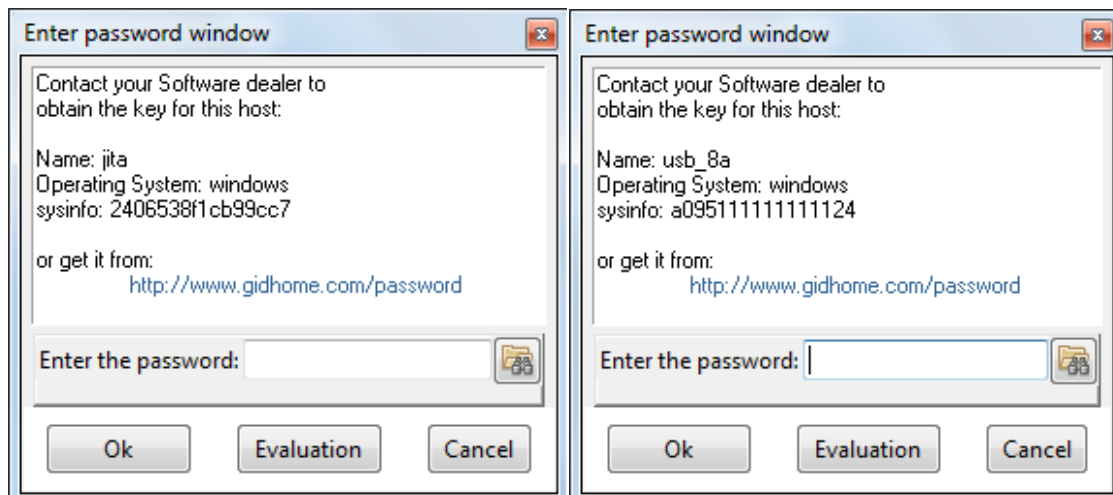 Enter password window
Contact your Software dealer to
obtain the key for this host:
Name: jita
Operating System: windows
sysinfo: 2406538f1cb99cc7
or get it from:
http://www.gidhome.com/password
Enter the password:
Ok Evaluation Cancel
Enter password window
Contact your Software dealer to
obtain the key for this host:
Name: usb_8a
Operating System: windows
sysinfo: a095111111111124
or get it from:
http://www.gidhome.com/password
Enter the password:
Ok Evaluation Cancel